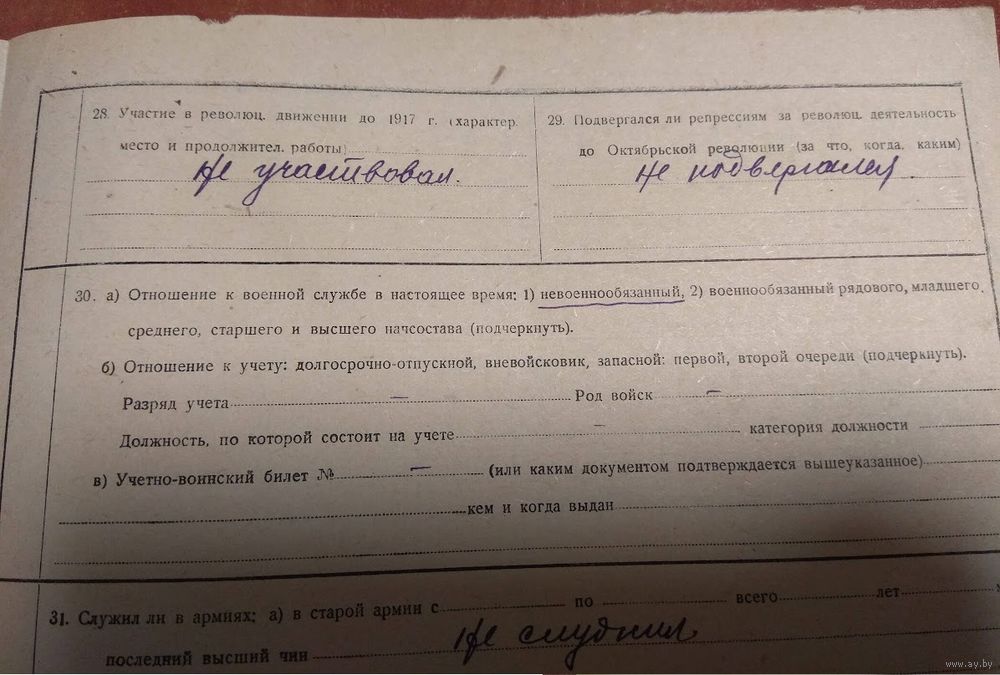 28. Участие в революц. движении до 1917 г. (характер.
место и продолжител. работы)
Не участвовал.
29. Подвергался ли репрессиям за революц. деятельность
до Октябрьской революции (за что, когда, каким)
Не подвергался.
30. а) Отношение к военной службе в настоящее время: 1) невоеннообязанный, 2) военнообязанный рядового, младшего,
среднего, старшего и высшего начсостава (подчеркнуть).
б) Отношение к учету: долгосрочно-отпускной, вневойсковик, запасной: первой, второй очереди (подчеркнуть).
Разряд учета — Род войск —
Должность, по которой состоит на учете — категория должности
в) Учетно-воинский билет № — (или каким документом подтверждается вышеуказанное)
кем и когда выдан
31. Служил ли в армиях: а) в старой армии с по всего лет
последний высший чин Не служил
www.ay.by